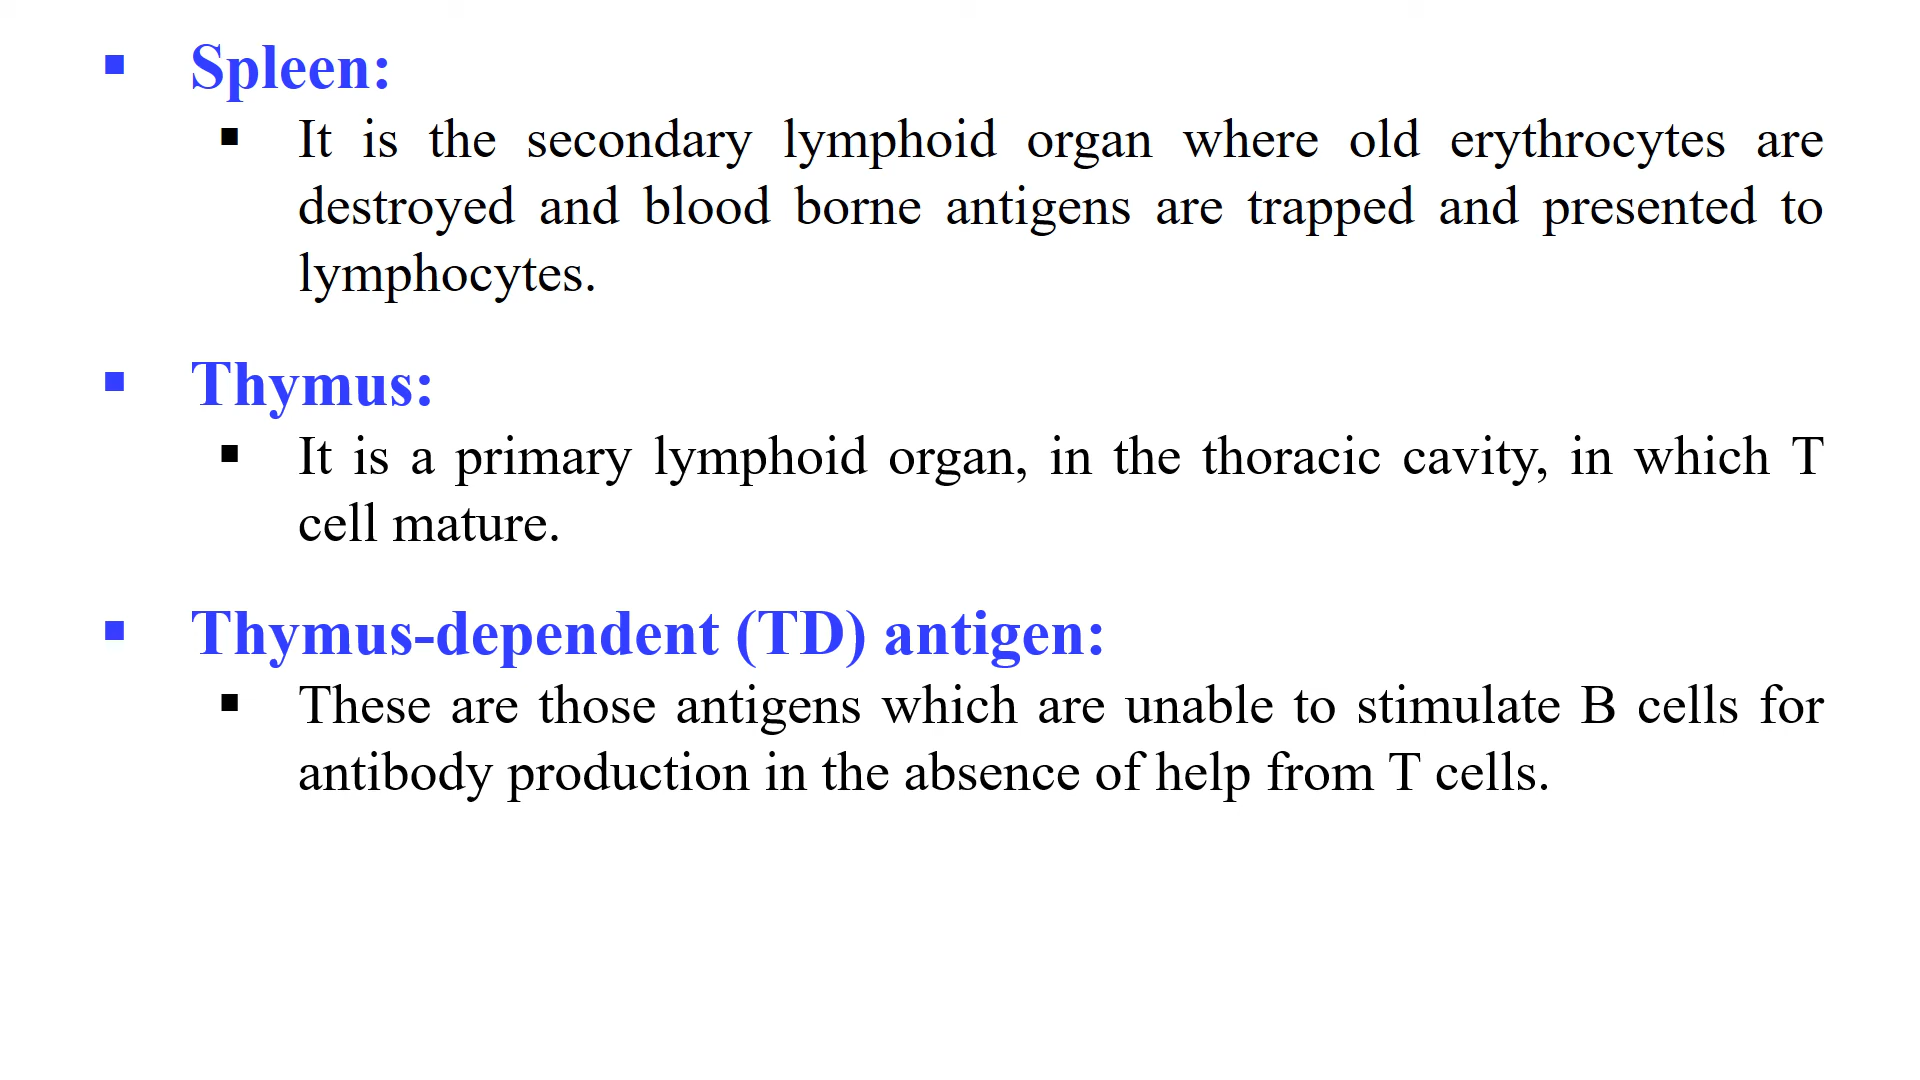 ▪ Spleen:
▪ It is the secondary lymphoid organ where old erythrocytes are
destroyed and blood borne antigens are trapped and presented to
lymphocytes.
▪ Thymus:
▪ It is a primary lymphoid organ, in the thoracic cavity, in which T
cell mature.
▪ Thymus-dependent (TD) antigen:
▪ These are those antigens which are unable to stimulate B cells for
antibody production in the absence of help from T cells.